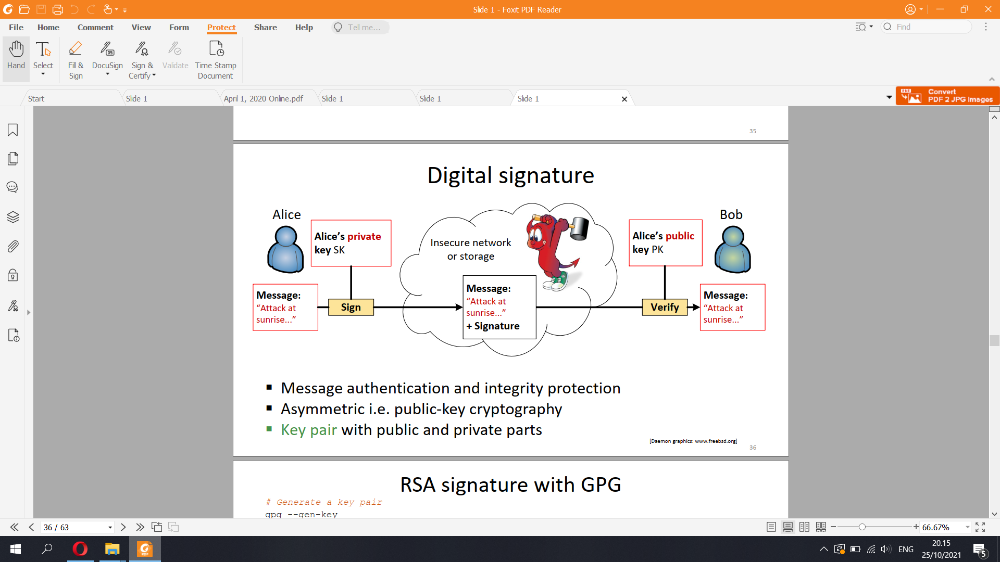 Slide 1 - Foxit PDF Reader
File Home Comment View Form Protect Share Help Tell me... Find
Hand Select Fill & Sign DocuSign Sign & Certify Validate Time Stamp Document
Start Slide 1 April 1, 2020 Online.pdf Slide 1 Slide 1 Slide 1
Convert
PDF 2 JPG Images
35
Digital signature
Alice
Alice's private
key SK
Insecure network
or storage
Alice's public
key PK
Bob
Message:
"Attack at
sunrise..."
Sign
Message:
"Attack at
sunrise..."
+ Signature
Verify
Message:
"Attack at
sunrise..."
Message authentication and integrity protection
Asymmetric i.e. public-key cryptography
Key pair with public and private parts
[Daemon graphics: www.freebsd.org]
36
RSA signature with GPG
# Generate a key pair
gpg --gen-key
36 / 63
66.67%
ENG
20.15
25/10/2021
5